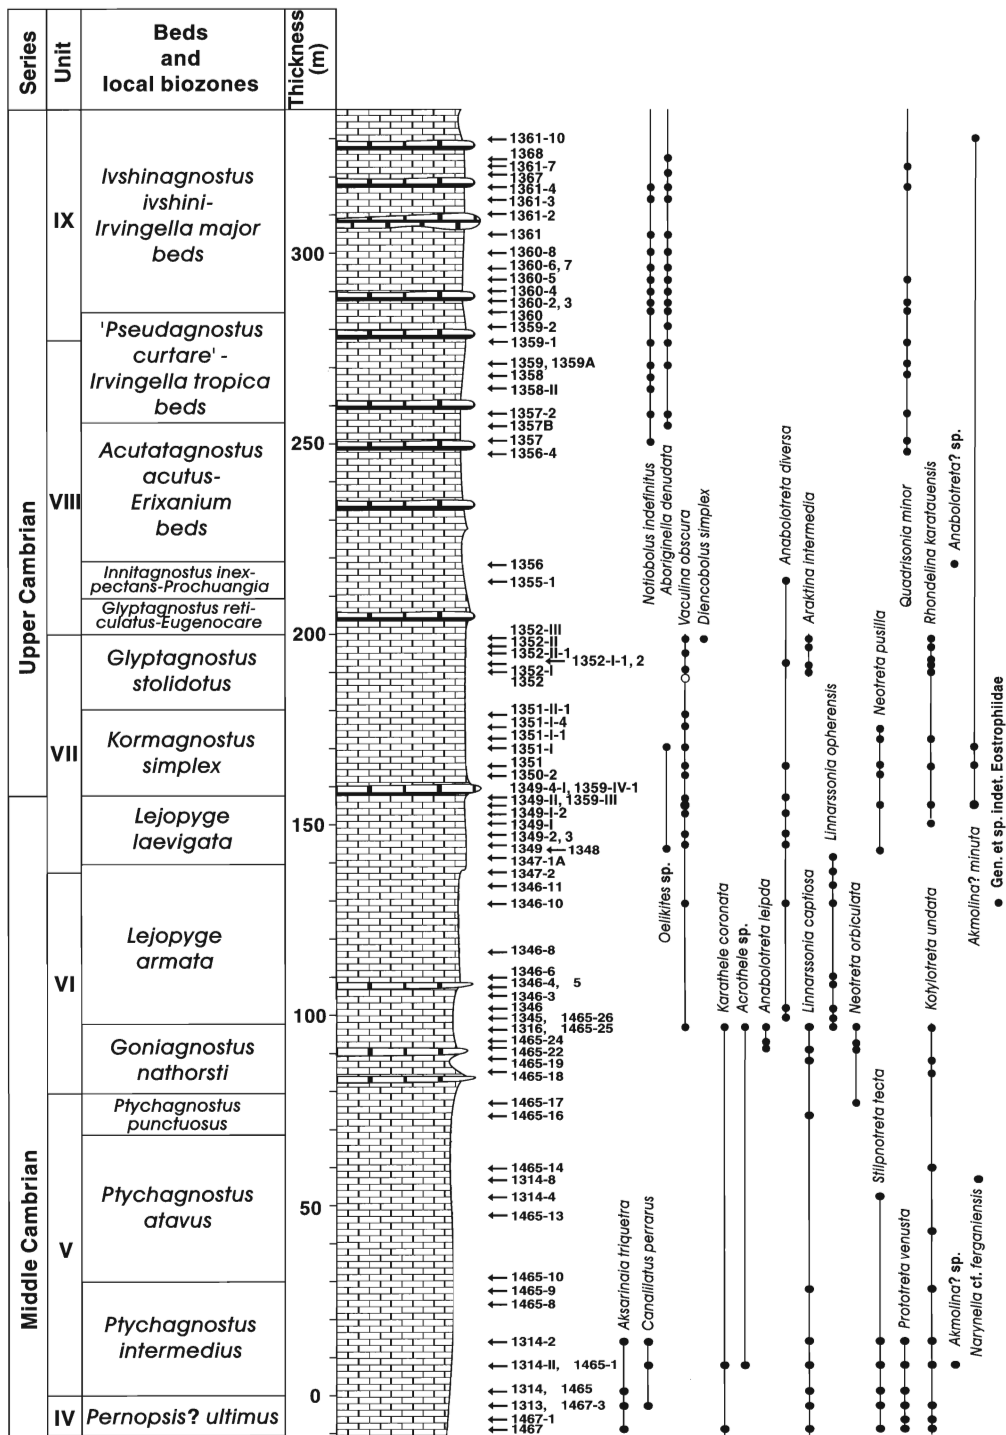 Series
Unit
Beds
and
local biozones
Thickness
(m)
Upper Cambrian
Middle Cambrian
IX
VIII
VII
VI
V
IV
Ivshinagnostus
ivshini-
Irvingella major
beds
'Pseudagnostus
curtare' -
Irvingella tropica
beds
Acutatagnostus
acutus-
Erixanium
beds
Innitagnostus inex-
pectans-Prochuangia
Glyptagnostus reti-
culatus-Eugenocare
Glyptagnostus
stolidotus
Kormagnostus
simplex
Lejopyge
laevigata
Lejopyge
armata
Goniagnostus
nathorsti
Ptychagnostus
punctuosus
Ptychagnostus
atavus
Ptychagnostus
intermedius
Pernopsis? ultimus
300
250
200
150
100
50
0
1361-10
1368
1361-7
1367
1361-4
1361-3
1361-2
1361
1360-8
1360-6, 7
1360-5
1360-4
1360-2, 3
1360
1359-2
1359-1
1359, 1359A
1358
1358-II
1357-2
1357B
1357
1356-4
1356
1355-1
1352-III
1352-II
1352-II-1
1352-I-1, 2
1352-I
1352
1351-II-1
1351-I-4
1351-I-1
1351-I
1351
1350-2
1349-4-I, 1359-IV-1
1349-II, 1359-III
1349-I-2
1349-I
1349-2, 3
1349 1348
1347-1A
1347-2
1346-11
1346-10
1346-8
1346-6
1346-4, 5
1346-3
1346
1345, 1465-26
1316, 1465-25
1465-24
1465-22
1465-19
1465-18
1465-17
1465-16
1465-14
1314-8
1314-4
1465-13
1465-10
1465-9
1465-8
1314-2
1314-II, 1465-1
1314, 1465
1313, 1467-3
1467-1
1467
Aksarinaia triquetra
Canalilatus perrarus
Notiobolus indefinitus
Aboriginella denudata
Vaculina obscura
Diencobolus simplex
Oelikites sp.
Karathele coronata
Acrothele sp.
Anabolotreta leipda
Anabolotreta diversa
Araktina intermedia
Linnarssonia captiosa
Linnarssonia opherensis
Neotreta orbiculata
Neotreta pusilla
Stilpnotreta tecta
Quadrisonia minor
Prototreta venusta
Rhondelina karatauensis
Kotylotreta undata
Anabolotreta? sp.
Akmolina? sp.
Akmolina? minuta
Narynella ct. ferganiensis
Gen. et sp. indet. Eostrophiidae